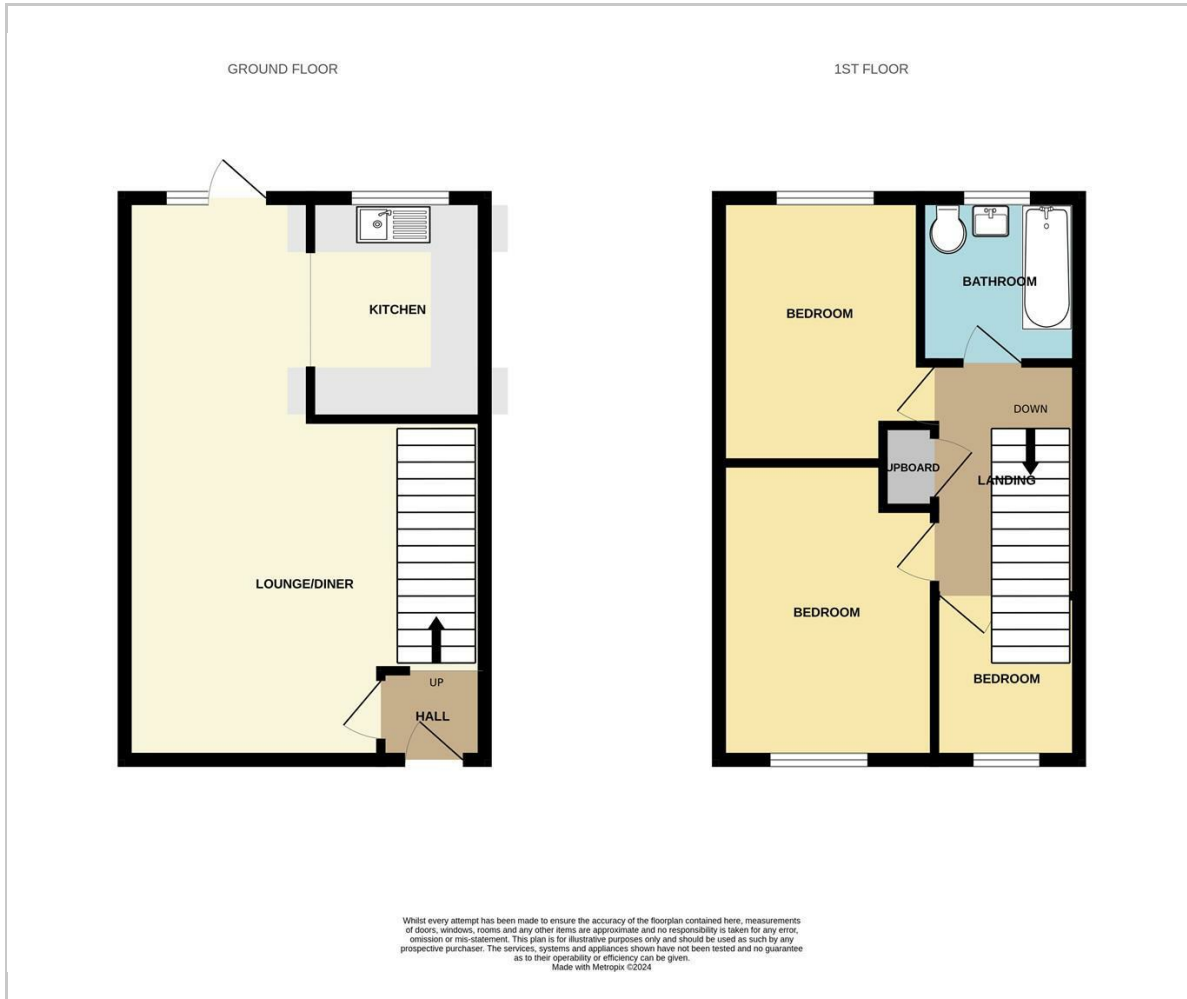 GROUND FLOOR
1ST FLOOR
KITCHEN
LOUNGE/DINER
UP
HALL
BEDROOM
BATHROOM
DOWN
UPBOARD
LANDING
BEDROOM
BEDROOM
Whilst every attempt has been made to ensure the accuracy of the floorplan contained here, measurements
of doors, windows, rooms and any other items are approximate and no responsibility is taken for any error,
omission or mis-statement. This plan is for illustrative purposes only and should be used as such by any
prospective purchaser. The services, systems and appliances shown have not been tested and no guarantee
as to their operability or efficiency can be given.
Made with Metropix ©2024